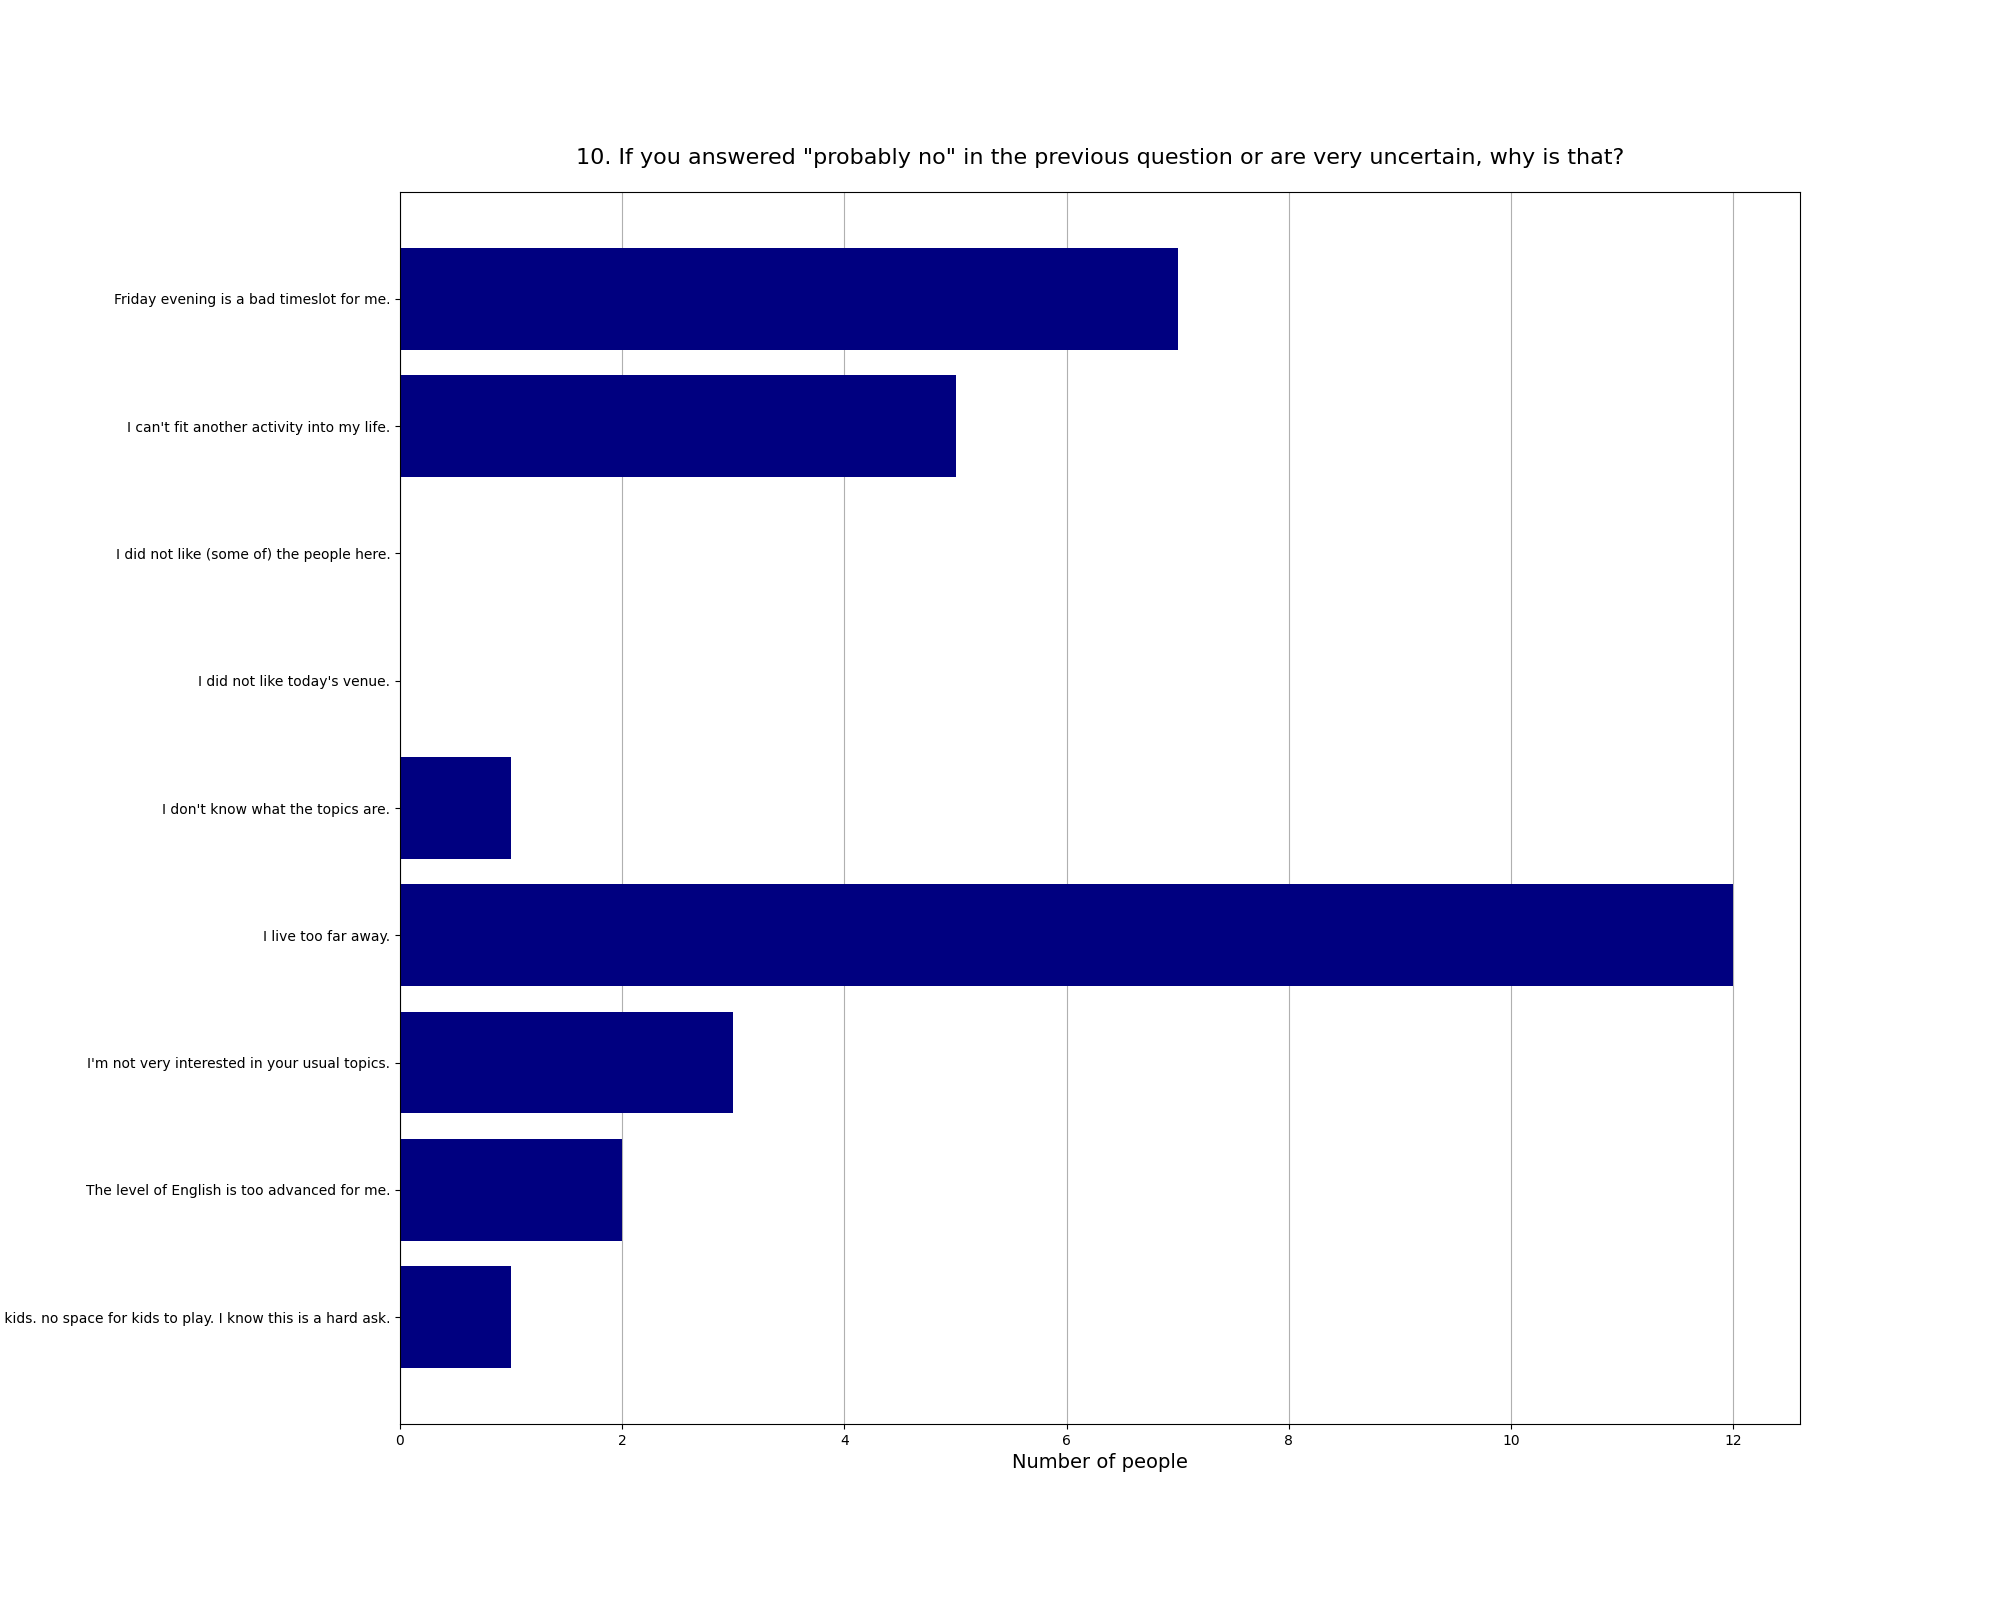 10. If you answered "probably no" in the previous question or are very uncertain, why is that?
Friday evening is a bad timeslot for me.
I can't fit another activity into my life.
I did not like (some of) the people here.
I did not like today's venue.
I don't know what the topics are.
I live too far away.
I'm not very interested in your usual topics.
The level of English is too advanced for me.
kids. no space for kids to play. I know this is a hard ask.
0 2 4 6 8 10 12
Number of people